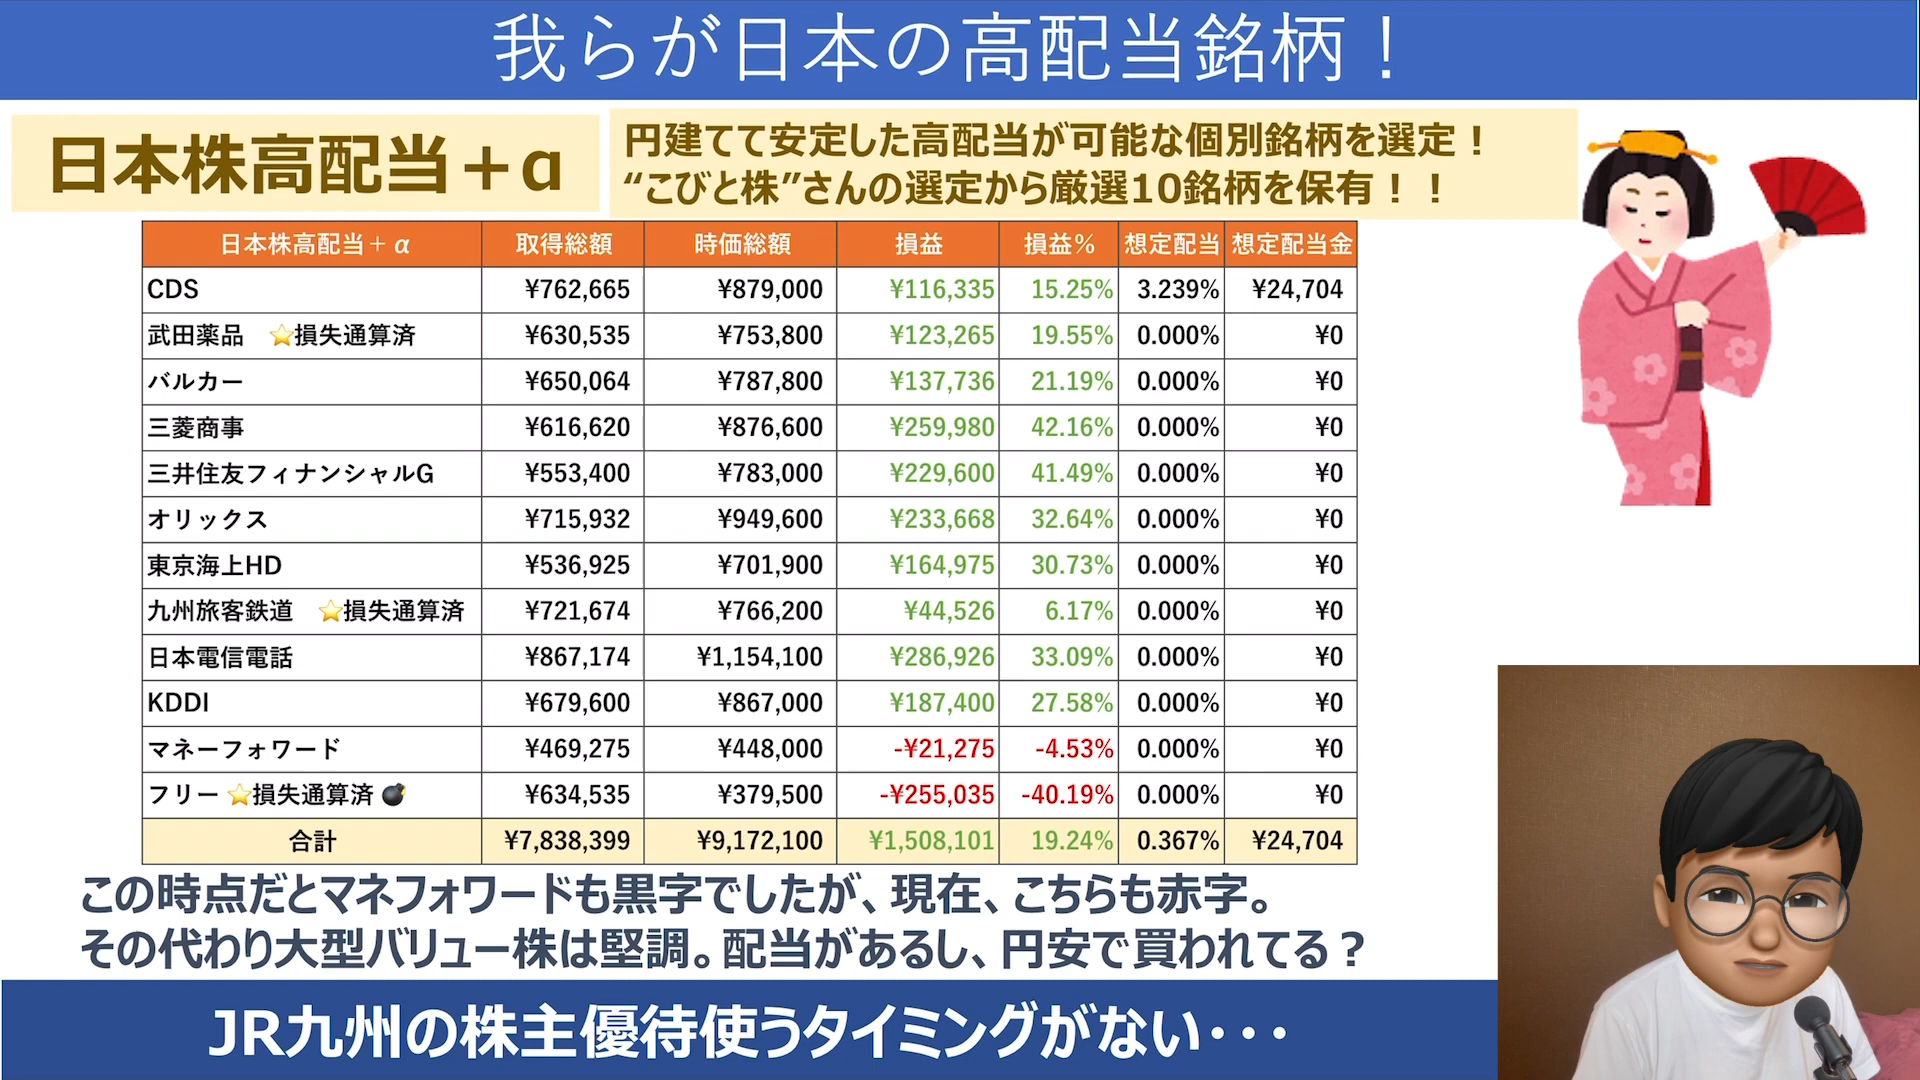 我らが日本の高配当銘柄！
日本株高配当＋α
円建てて安定した高配当が可能な個別銘柄を選定！
“こびと株”さんの選定から厳選10銘柄を保有！！
日本株高配当＋α 取得総額 時価総額 損益 損益% 想定配当 想定配当金
CDS ¥762,665 ¥879,000 ¥116,335 15.25% 3.239% ¥24,704
武田薬品 ⭐損失通算済 ¥630,535 ¥753,800 ¥123,265 19.55% 0.000% ¥0
バルカー ¥650,064 ¥787,800 ¥137,736 21.19% 0.000% ¥0
三菱商事 ¥616,620 ¥876,600 ¥259,980 42.16% 0.000% ¥0
三井住友フィナンシャルG ¥553,400 ¥783,000 ¥229,600 41.49% 0.000% ¥0
オリックス ¥715,932 ¥949,600 ¥233,668 32.64% 0.000% ¥0
東京海上HD ¥536,925 ¥701,900 ¥164,975 30.73% 0.000% ¥0
九州旅客鉄道 ⭐損失通算済 ¥721,674 ¥766,200 ¥44,526 6.17% 0.000% ¥0
日本電信電話 ¥867,174 ¥1,154,100 ¥286,926 33.09% 0.000% ¥0
KDDI ¥679,600 ¥867,000 ¥187,400 27.58% 0.000% ¥0
マネーフォワード ¥469,275 ¥448,000 -¥21,275 -4.53% 0.000% ¥0
フリー ⭐損失通算済 💣 ¥634,535 ¥379,500 -¥255,035 -40.19% 0.000% ¥0
合計 ¥7,838,399 ¥9,172,100 ¥1,508,101 19.24% 0.367% ¥24,704
この時点だとマネフォワードも黒字でしたが、現在、こちらも赤字。
その代わり大型バリュー株は堅調。配当があるし、円安で買われてる？
JR九州の株主優待使うタイミングがない・・・